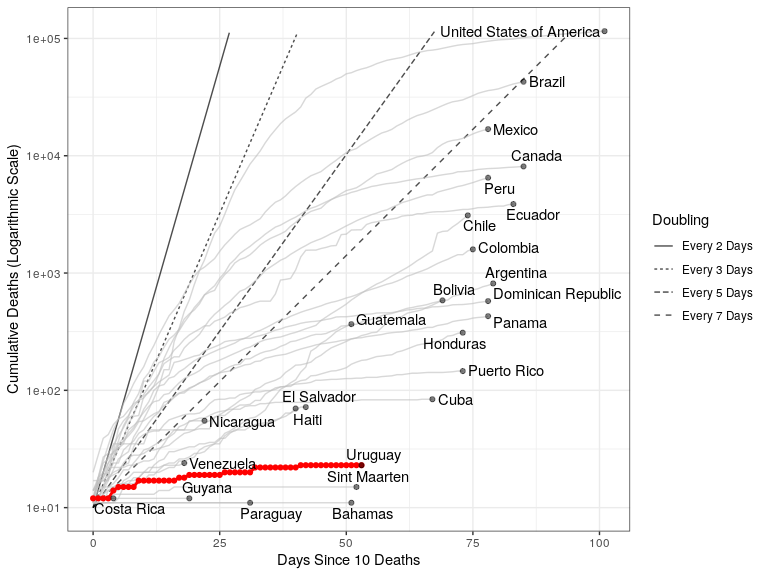 Cumulative Deaths (Logarithmic Scale)
1e+05
1e+04
1e+03
1e+02
1e+01
United States of America
Brazil
Mexico
Canada
Peru
Ecuador
Chile
Colombia
Argentina
Bolivia
Dominican Republic
Guatemala
Panama
Honduras
Puerto Rico
El Salvador
Cuba
Haiti
Nicaragua
Uruguay
Venezuela
Sint Maarten
Guyana
Costa Rica
Paraguay
Bahamas
0
25
50
75
100
Days Since 10 Deaths
Doubling
Every 2 Days
Every 3 Days
Every 5 Days
Every 7 Days